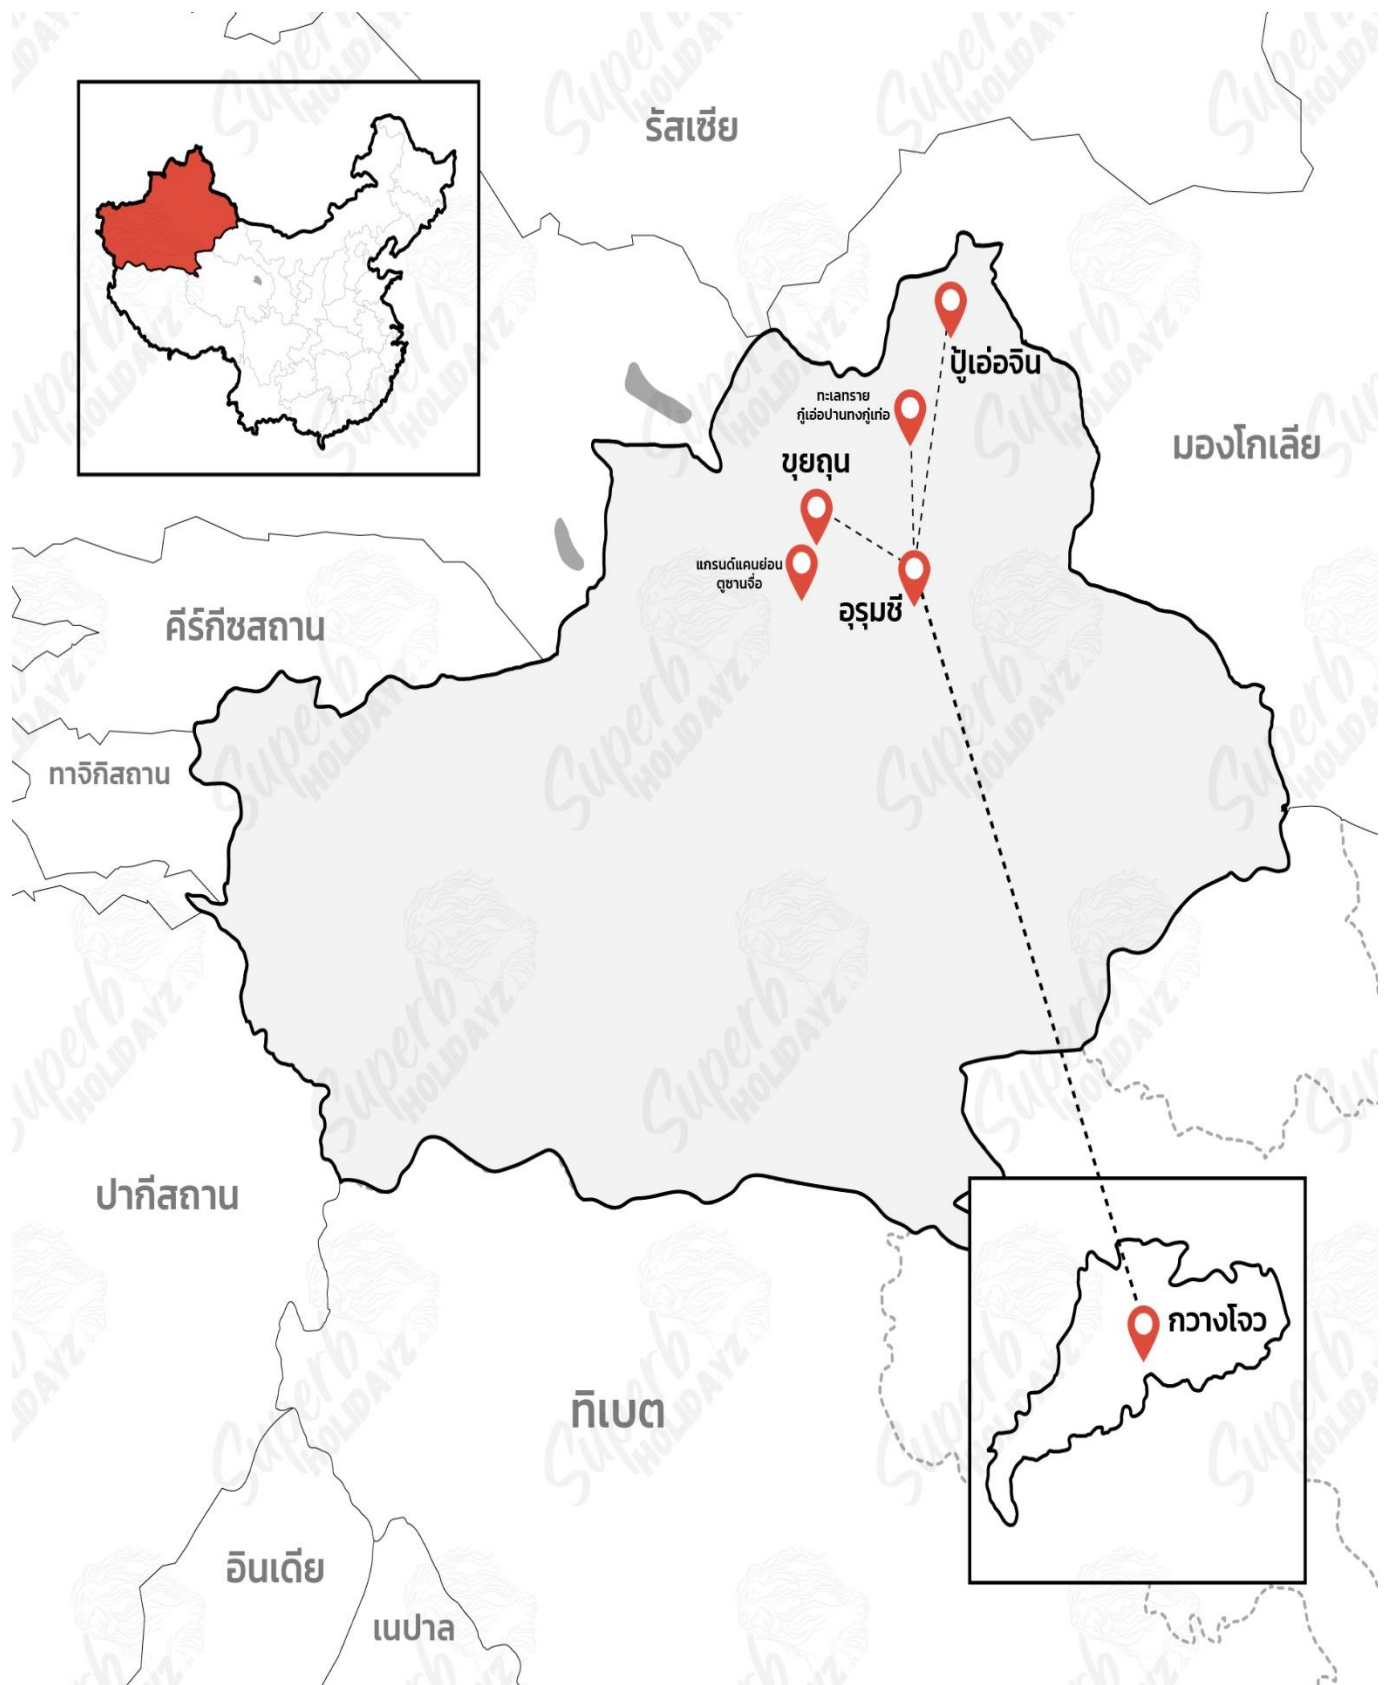 รัสเซีย
ปู้เอ่อจิน
ทะเลทราย
กู่เอ่อปานทงกู่เท่อ
มองโกเลีย
ขุยถุน
แกรนด์แคนย่อน
ตูซานจื่อ
อุรุมชี
คีร์กีซสถาน
ทาจิกิสถาน
ปากีสถาน
กวางโจว
ทิเบต
อินเดีย
เนปาล
Superb
HOLIDAYZ